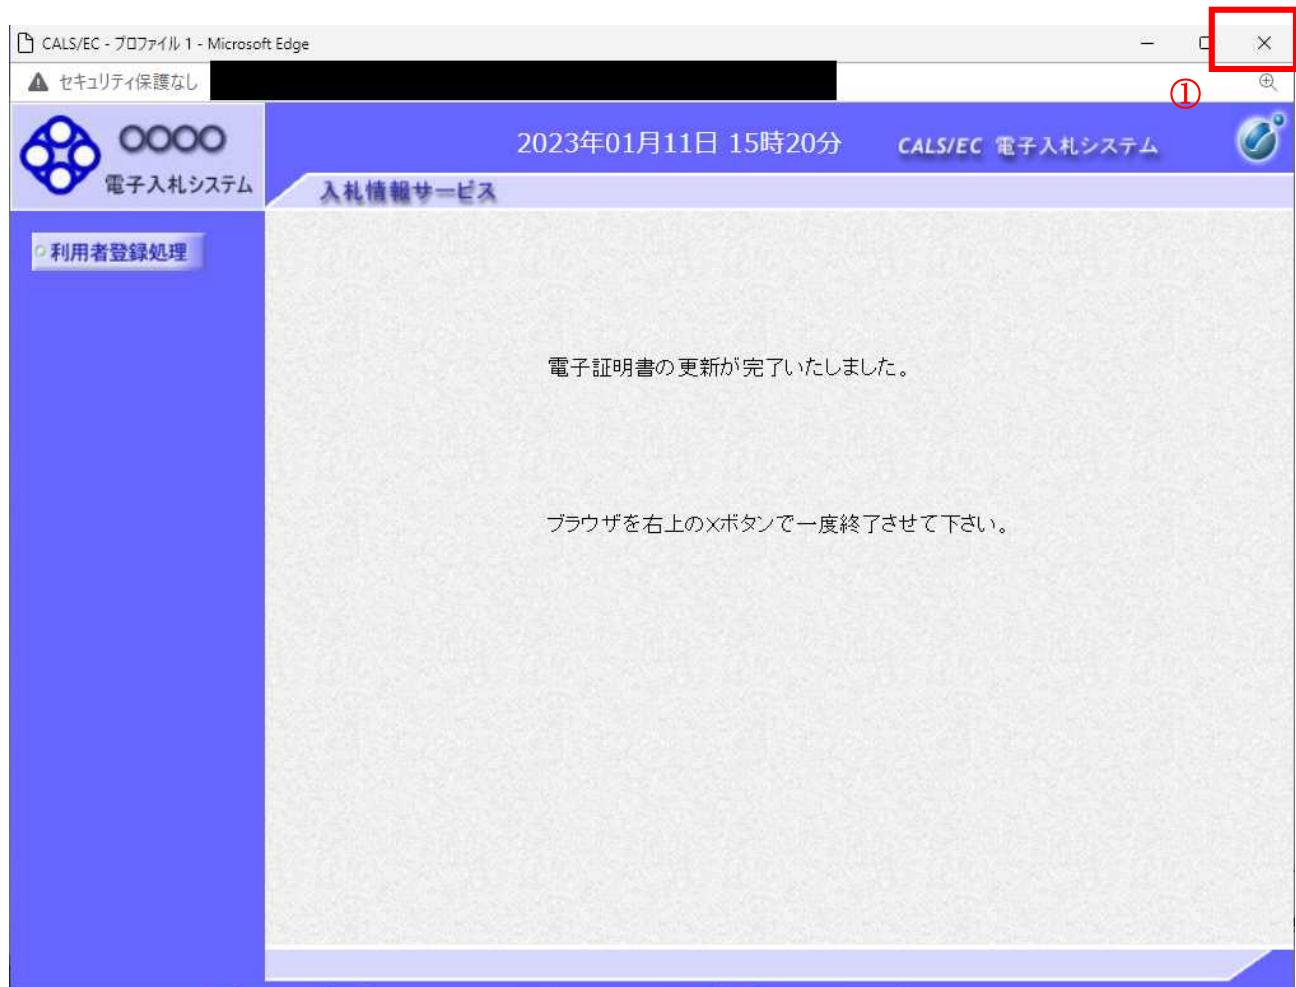 CALS/EC - プロファイル 1 - Microsoft Edge
セキュリティ保護なし
①
〇〇〇〇
電子入札システム
2023年01月11日 15時20分
CALS/EC 電子入札システム
入札情報サービス
利用者登録処理
電子証明書の更新が完了いたしました。
ブラウザを右上の×ボタンで一度終了させて下さい。